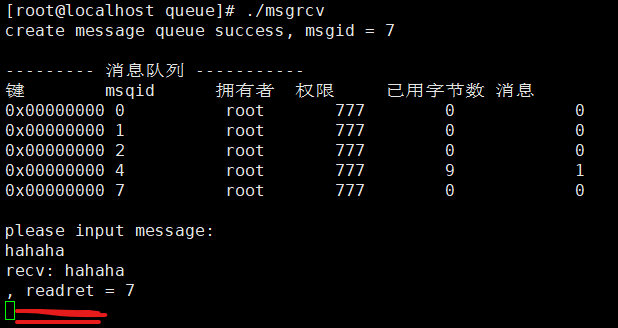 [root@localhost queue]# ./msgrcv
create message queue success, msgid = 7
--------- 消息队列 -----------
键 msqid 拥有者 权限 已用字节数 消息
0x00000000 0 root 777 0 0
0x00000000 1 root 777 0 0
0x00000000 2 root 777 0 0
0x00000000 4 root 777 9 1
0x00000000 7 root 777 0 0
please input message:
hahaha
recv: hahaha
, readret = 7